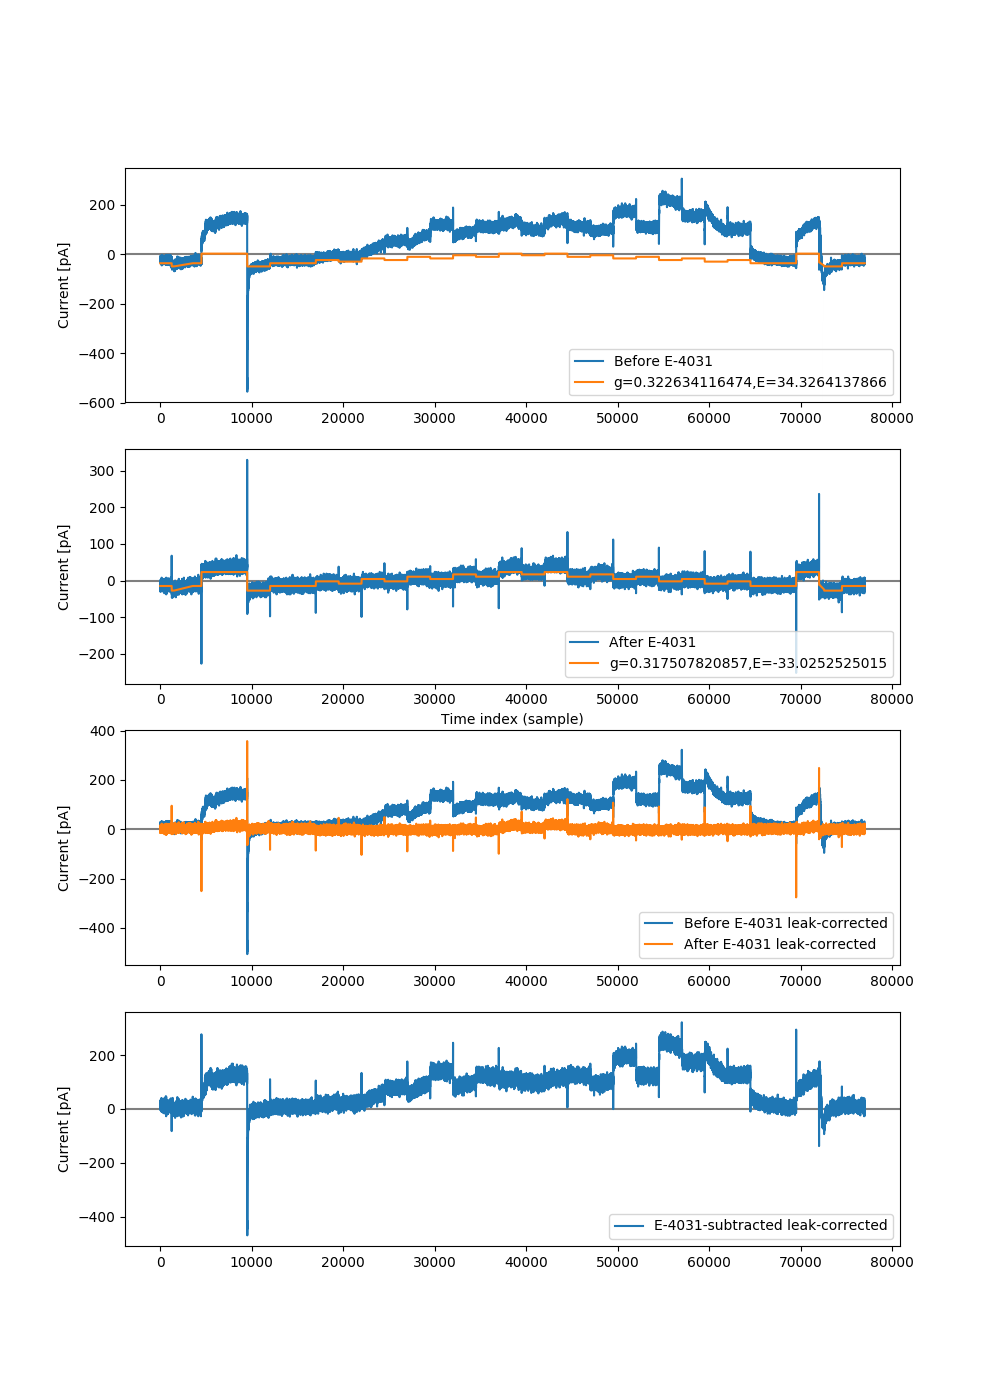 200
0
−200
−400
−600
Current [pA]
0 10000 20000 30000 40000 50000 60000 70000 80000
Before E-4031
g=0.322634116474,E=34.3264137866
300
200
100
0
−100
−200
Current [pA]
0 10000 20000 30000 40000 50000 60000 70000 80000
After E-4031
g=0.317507820857,E=-33.0252525015
Time index (sample)
400
200
0
−200
−400
Current [pA]
0 10000 20000 30000 40000 50000 60000 70000 80000
Before E-4031 leak-corrected
After E-4031 leak-corrected
200
0
−200
−400
Current [pA]
0 10000 20000 30000 40000 50000 60000 70000 80000
E-4031-subtracted leak-corrected